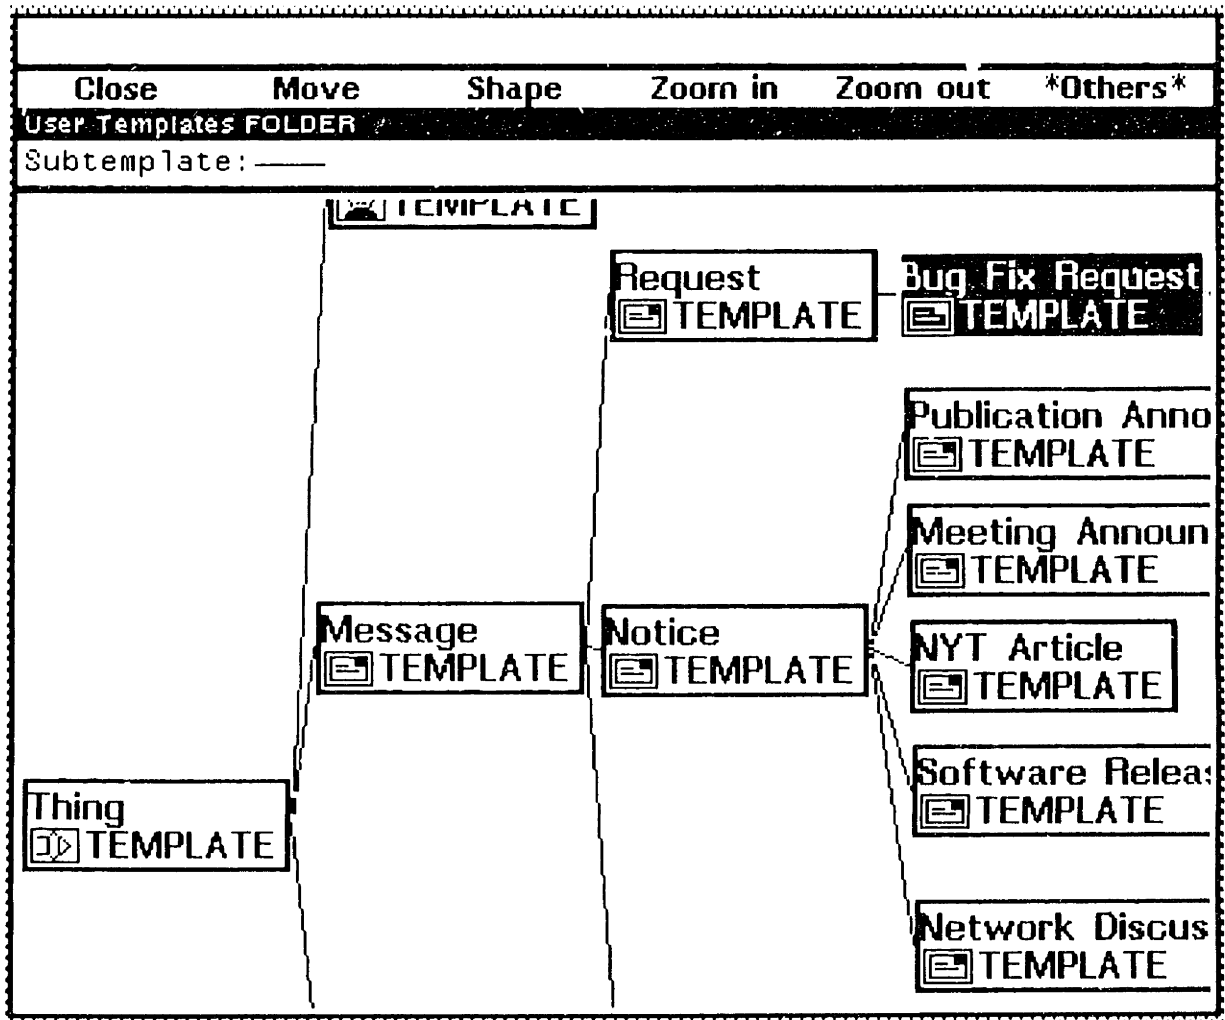 Close Move Shape Zoom in Zoom out *Others*
User Templates FOLDER
Subtemplate:
TEMPLATE
Request
TEMPLATE
Bug Fix Request
TEMPLATE
Publication Anno
TEMPLATE
Meeting Announ
TEMPLATE
Message
TEMPLATE
Notice
TEMPLATE
NYT Article
TEMPLATE
Software Releas
TEMPLATE
Thing
TEMPLATE
Network Discus
TEMPLATE